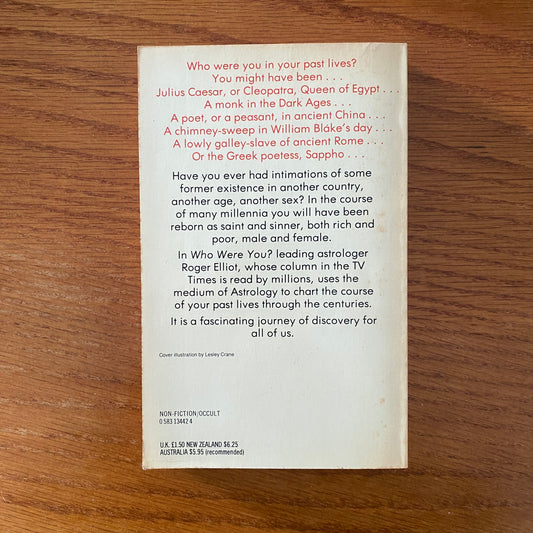 Who were you in your past lives?
You might have been . . .
Julius Caesar, or Cleopatra, Queen of Egypt . . .
A monk in the Dark Ages . . .
A poet, or a peasant, in ancient China . . .
A chimney-sweep in William Blake's day . . .
A lowly galley-slave of ancient Rome . . .
Or the Greek poetess, Sappho . . .
Have you ever had intimations of some
former existence in another country,
another age, another sex? In the course
of many millennia you will have been
reborn as saint and sinner, both rich and
poor, male and female.
In Who Were You? leading astrologer
Roger Elliot, whose column in the TV
Times is read by millions, uses the
medium of Astrology to chart the course
of your past lives through the centuries.
It is a fascinating journey of discovery for
all of us.
Cover illustration by Lesley Crane
NON-FICTION/OCCULT
0 583 13442 4
U.K. £1.50 NEW ZEALAND $6.25
AUSTRALIA $5.95 (recommended)